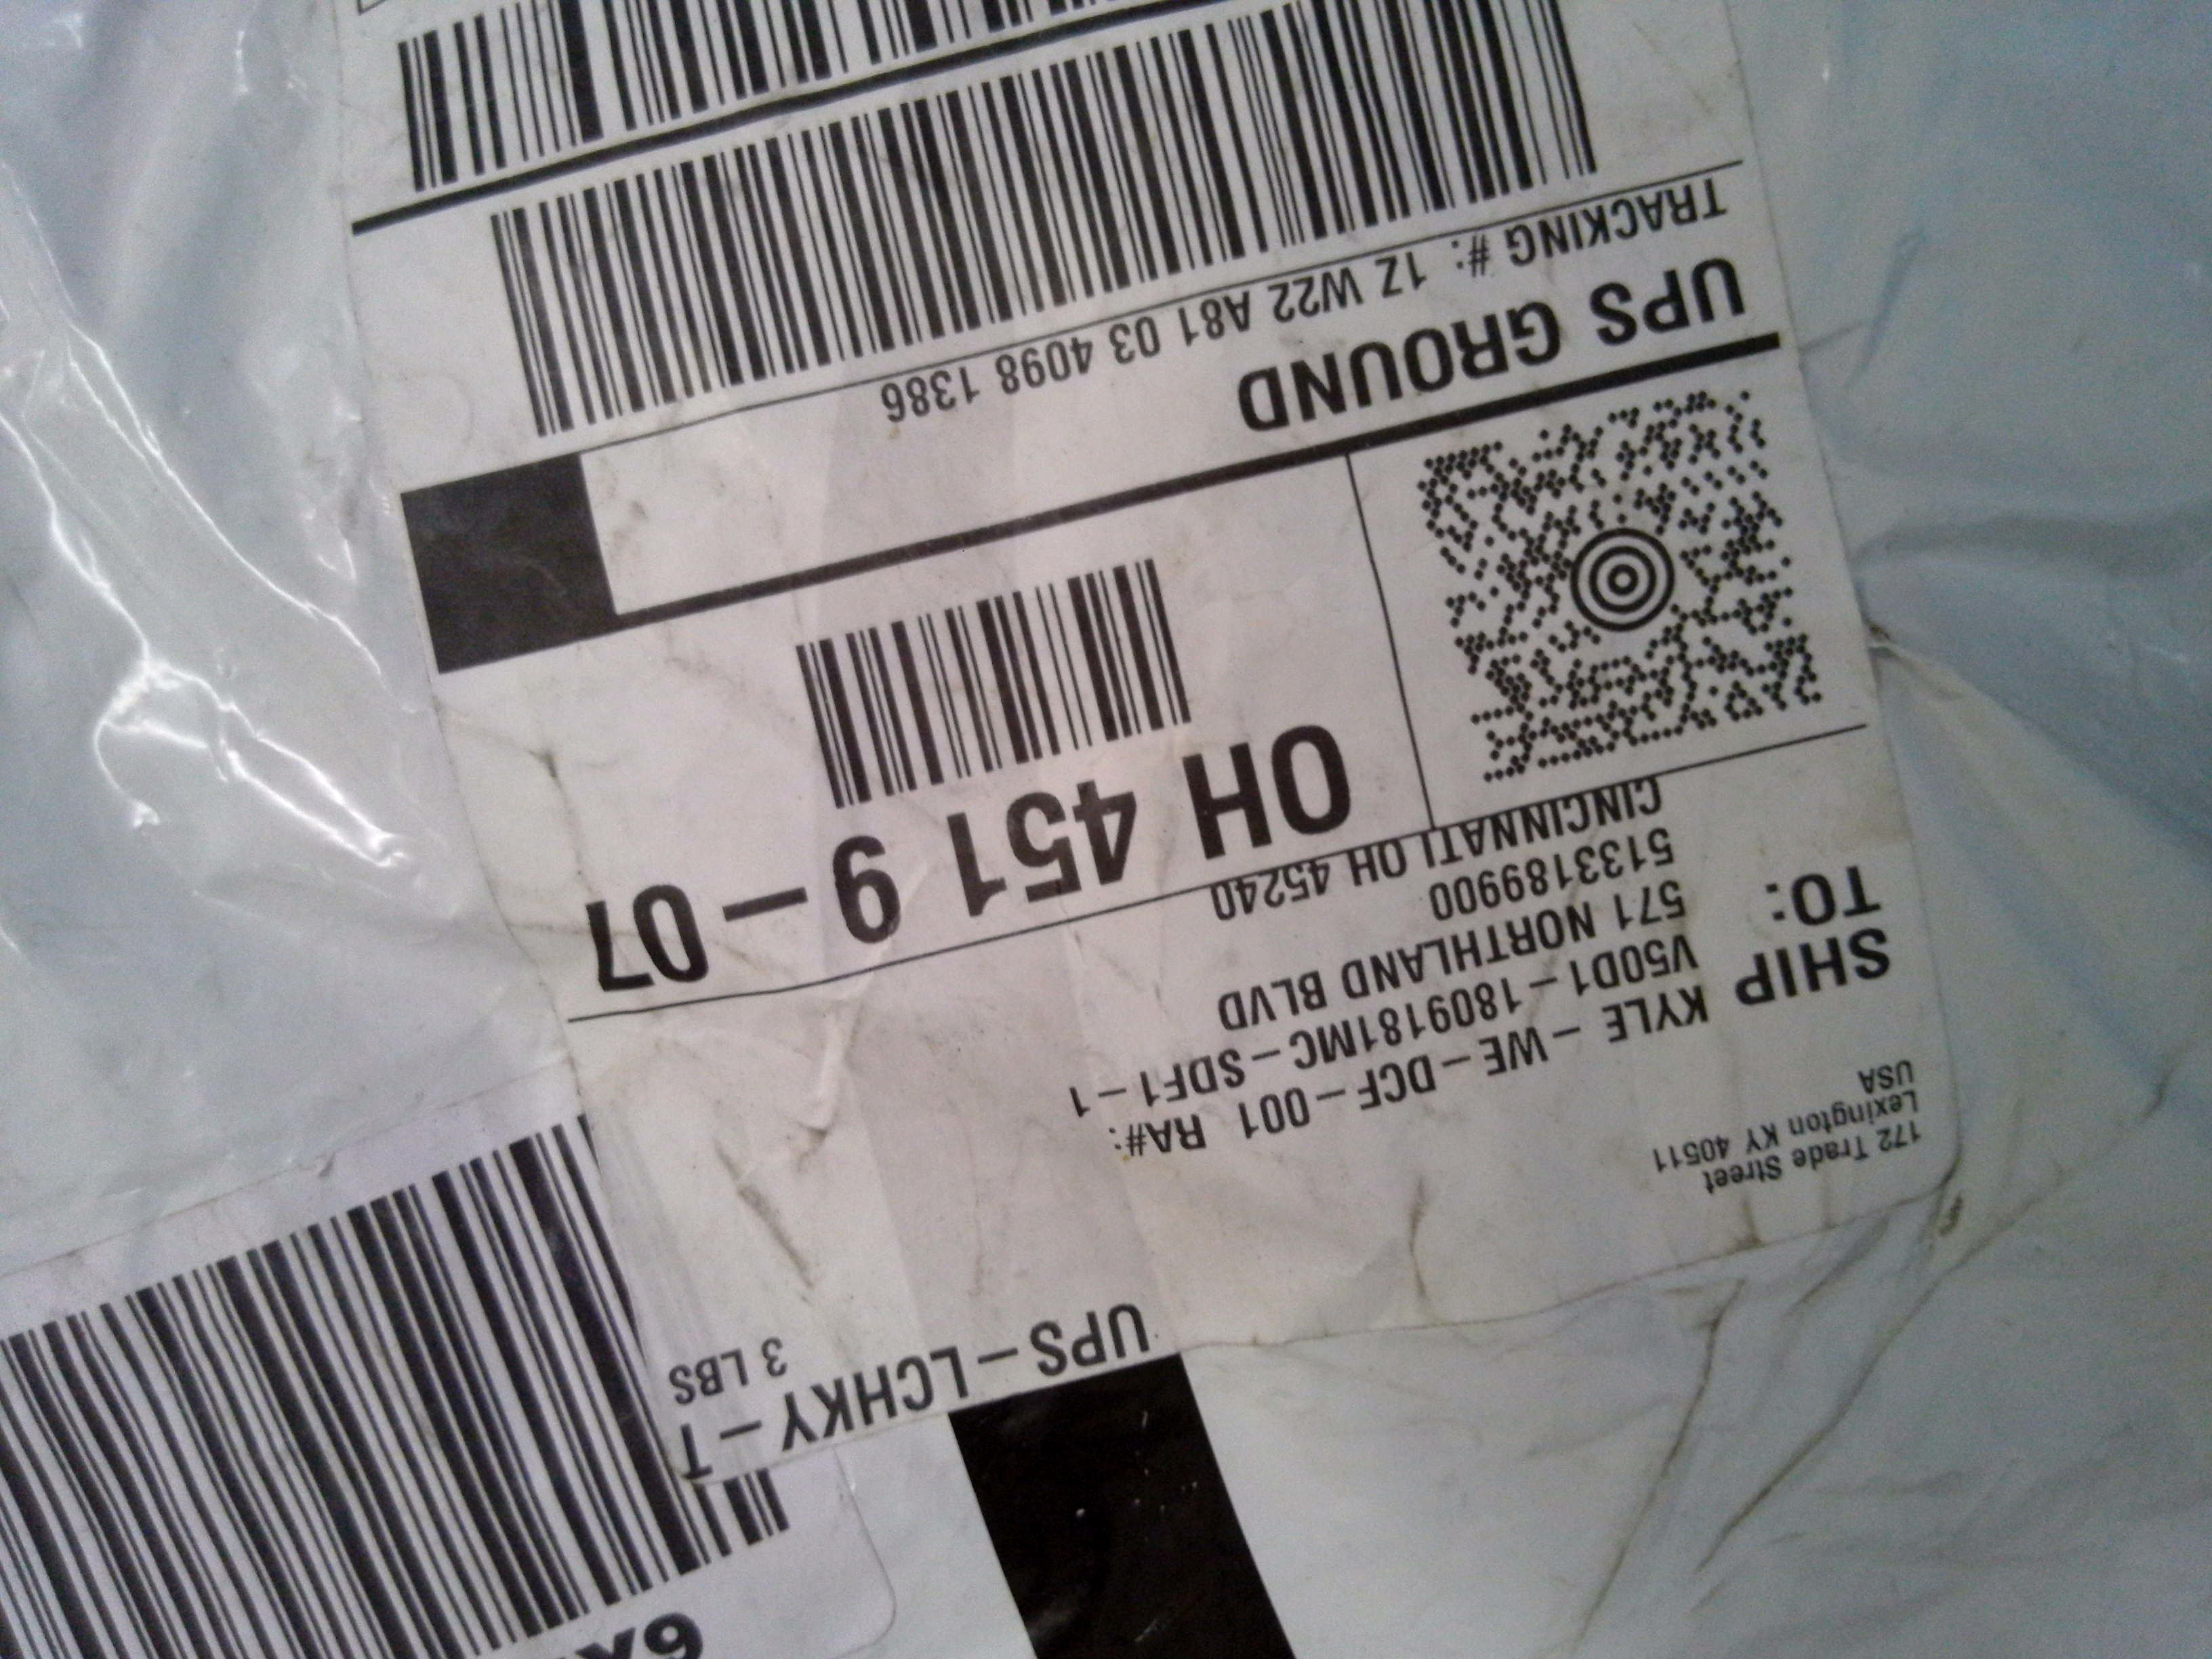 UPS-LCHKY-T
3 LBS
172 Trade Street
Lexington KY 40511
USA
SHIP
TO:
KYLE - WE-DCF-001 RA#:
V50D1-1809181MC-SDF1-1
571 NORTHLAND BLVD
5133189900
CINCINNATI OH 45240
OH 451 9-07
UPS GROUND
TRACKING #: 1Z W22 A81 03 4098 1386